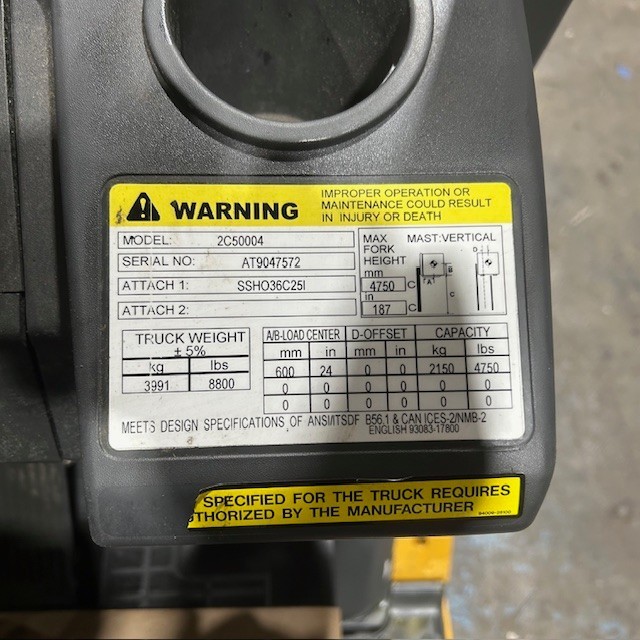 WARNING
IMPROPER OPERATION OR
MAINTENANCE COULD RESULT
IN INJURY OR DEATH
MODEL: 2C50004
SERIAL NO: AT9047572
ATTACH 1: SSHO36C25I
ATTACH 2:
MAX FORK HEIGHT
mm
4750 C
in
187 C
MAST:VERTICAL
D
A B
C
TRUCK WEIGHT
± 5%
kg lbs
3991 8800
A/B-LOAD CENTER D-OFFSET CAPACITY
mm in mm in kg lbs
600 24 0 0 2150 4750
0 0 0 0 0 0
0 0 0 0 0 0
MEETS DESIGN SPECIFICATIONS OF ANSI/ITSDF B56.1 & CAN ICES-2/NMB-2
ENGLISH 93083-17800
SPECIFIED FOR THE TRUCK REQUIRES
THORIZED BY THE MANUFACTURER